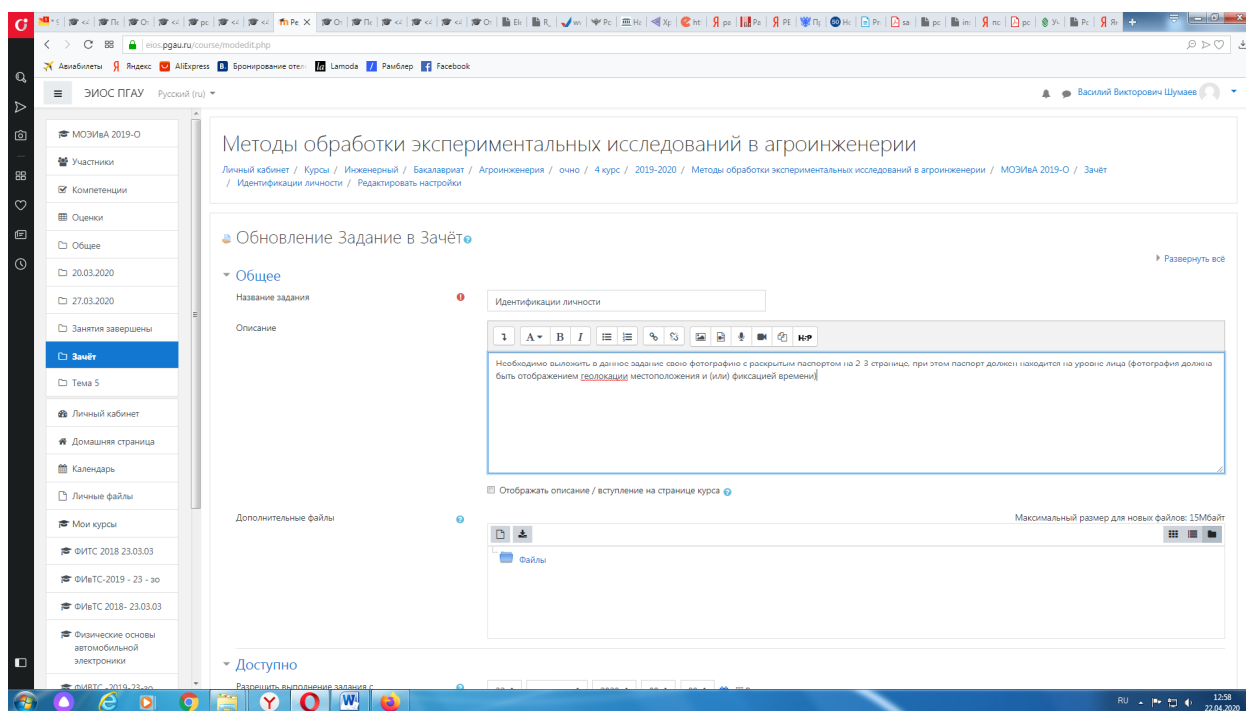 eios.pgau.ru/course/modedit.php
Авиабилеты Яндекс AliExpress Бронирование отел Lamoda Рамблер Facebook
ЭИОС ПГАУ Русский (ru)
Василий Викторович Шумаев
МОЭИвА 2019-О
Участники
Компетенции
Оценки
Общее
20.03.2020
27.03.2020
Занятия завершены
Зачёт
Тема 5
Личный кабинет
Домашняя страница
Календарь
Личные файлы
Мои курсы
ФИТС 2018 23.03.03
ФИвТС-2019 - 23 - зо
ФИвТС 2018- 23.03.03
Физические основы
автомобильной
электроники
ФИВТС -2019-23-зо
Методы обработки экспериментальных исследований в агроинженерии
Личный кабинет / Курсы / Инженерный / Бакалавриат / Агроинженерия / очно / 4 курс / 2019-2020 / Методы обработки экспериментальных исследований в агроинженерии / МОЭИвА 2019-О / Зачёт
/ Идентификации личности / Редактировать настройки
Обновление Задание в Зачёт
Развернуть всё
Общее
Название задания
Идентификации личности
Описание
Необходимо выложить в данное задание свою фотографию с раскрытым паспортом на 2-3 странице, при этом паспорт должен находится на уровне лица (фотография должна
быть отображением геолокации местоположения и (или) фиксацией времени)
Отображать описание / вступление на странице курса
Дополнительные файлы
Максимальный размер для новых файлов: 15Мбайт
Файлы
Доступно
Разрешить выполнение задания с
RU
12:58
22.04.2020